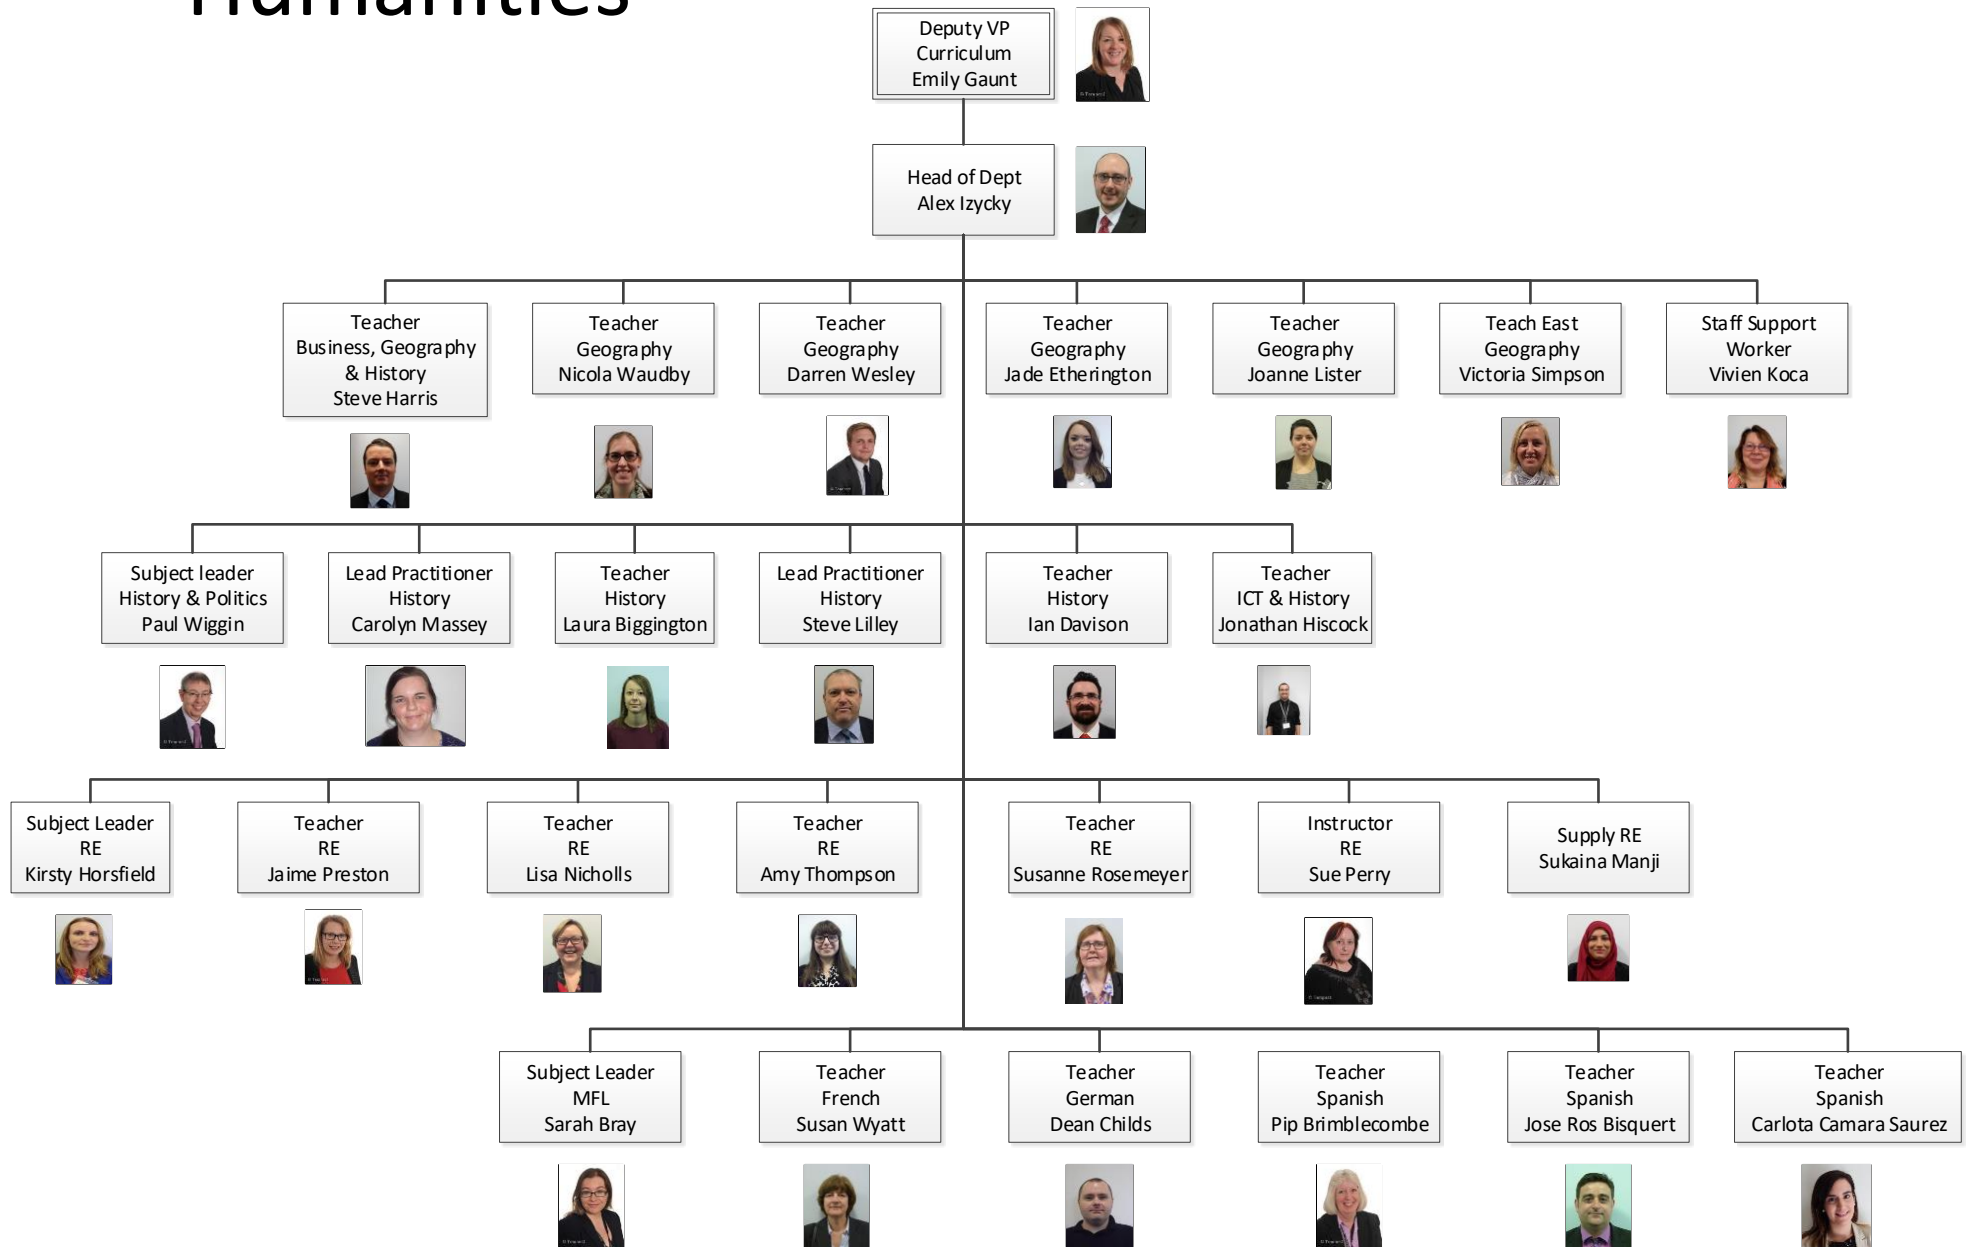 Humanities
Deputy VP
Curriculum
Emily Gaunt
Head of Dept
Alex Izycky
Teacher
Business, Geography
& History
Steve Harris
Teacher
Geography
Nicola Waudby
Teacher
Geography
Darren Wesley
Teacher
Geography
Jade Etherington
Teacher
Geography
Joanne Lister
Teach East
Geography
Victoria Simpson
Staff Support
Worker
Vivien Koca
Subject leader
History & Politics
Paul Wiggin
Lead Practitioner
History
Carolyn Massey
Teacher
History
Laura Biggington
Lead Practitioner
History
Steve Lilley
Teacher
History
Ian Davison
Teacher
ICT & History
Jonathan Hiscock
Subject Leader
RE
Kirsty Horsfield
Teacher
RE
Jaime Preston
Teacher
RE
Lisa Nicholls
Teacher
RE
Amy Thompson
Teacher
RE
Susanne Rosemeyer
Instructor
RE
Sue Perry
Supply RE
Sukaina Manji
Subject Leader
MFL
Sarah Bray
Teacher
French
Susan Wyatt
Teacher
German
Dean Childs
Teacher
Spanish
Pip Brimblecombe
Teacher
Spanish
Jose Ros Bisquert
Teacher
Spanish
Carlota Camara Saurez